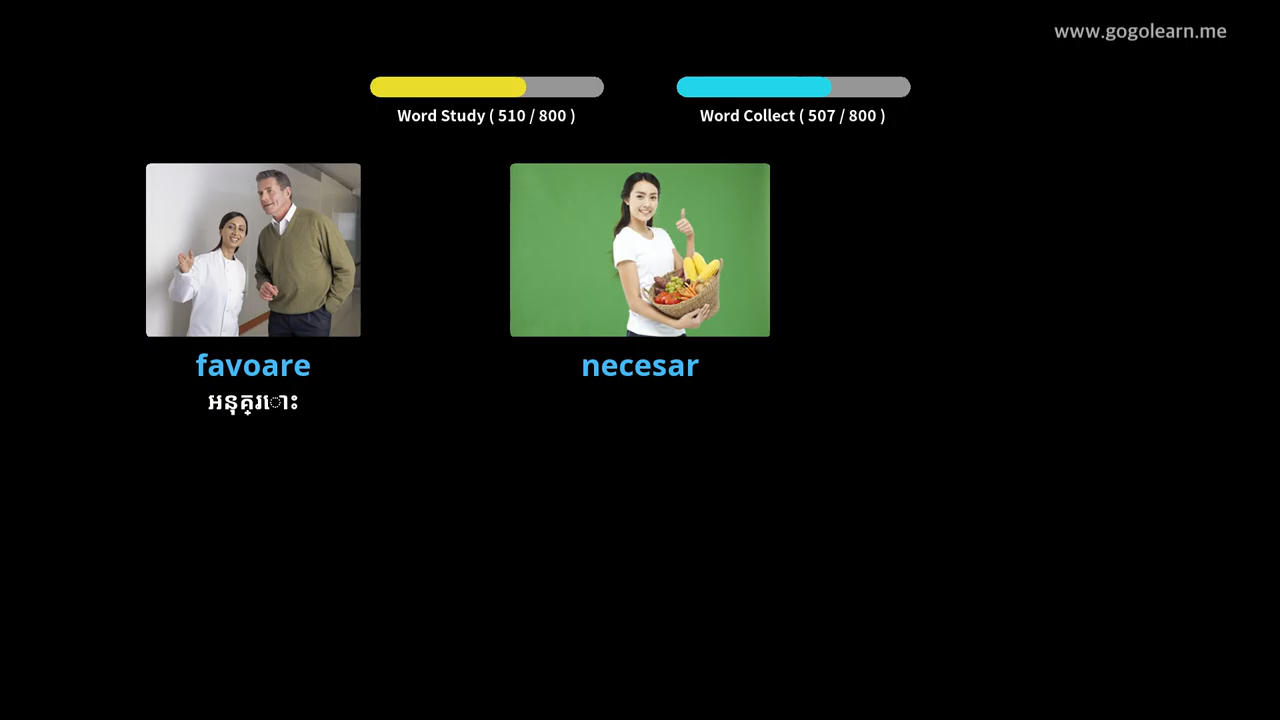 www.gogolearn.me
Word Study ( 510 / 800 )
Word Collect ( 507 / 800 )
favoare
necesar
អនុគ្រោះ